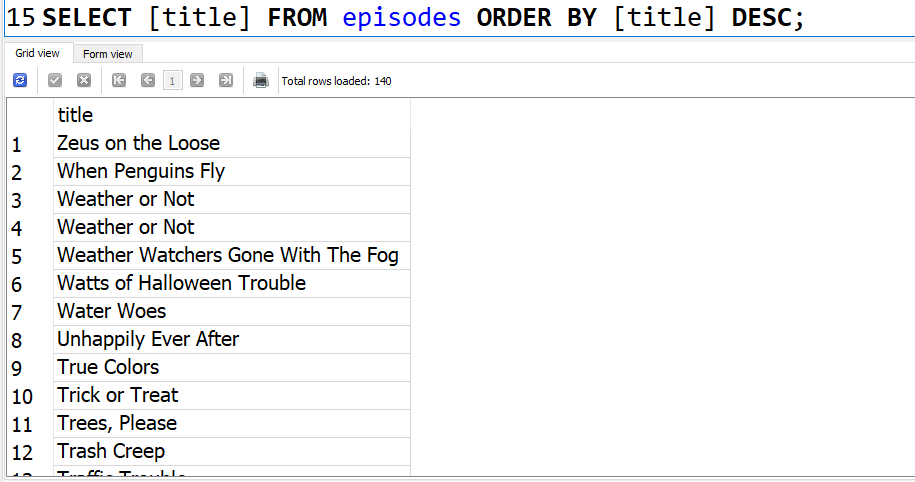 15 SELECT [title] FROM episodes ORDER BY [title] DESC;
Grid view Form view
1 Total rows loaded: 140
title
1 Zeus on the Loose
2 When Penguins Fly
3 Weather or Not
4 Weather or Not
5 Weather Watchers Gone With The Fog
6 Watts of Halloween Trouble
7 Water Woes
8 Unhappily Ever After
9 True Colors
10 Trick or Treat
11 Trees, Please
12 Trash Creep
13 Traffic Trouble